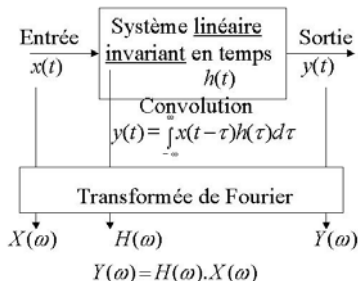 Entrée
x(t)
Système linéaire
invariant en temps
h(t)
Sortie
y(t)
Convolution
y(t) = ∫_{-∞}^{∞} x(t-τ)h(τ)dτ
Transformée de Fourier
X(ω)
H(ω)
Y(ω)
Y(ω)=H(ω).X(ω)